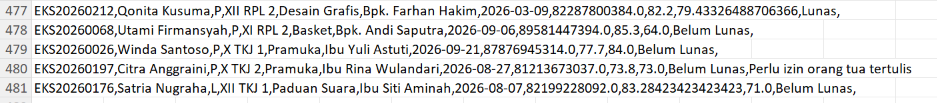 477 EKS20260212,Qonita Kusuma,P,XII RPL 2,Desain Grafis,Bpk. Farhan Hakim,2026-03-09,82287800384.0,82.2,79.43326488706366,Lunas,
478 EKS20260068,Utami Firmansyah,P,XI RPL 2,Basket,Bpk. Andi Saputra,2026-09-06,89581447394.0,85.3,64.0,Belum Lunas,
479 EKS20260026,Winda Santoso,P,X TKJ 1,Pramuka,Ibu Yuli Astuti,2026-09-21,87876945314.0,77.7,84.0,Belum Lunas,
480 EKS20260197,Citra Anggraini,P,X TKJ 2,Pramuka,Ibu Rina Wulandari,2026-08-27,81213673037.0,73.8,73.0,Belum Lunas,Perlu izin orang tua tertulis
481 EKS20260176,Satria Nugraha,L,XII TKJ 1,Paduan Suara,Ibu Siti Aminah,2026-08-07,82199228092.0,83.28423423423423,71.0,Belum Lunas,